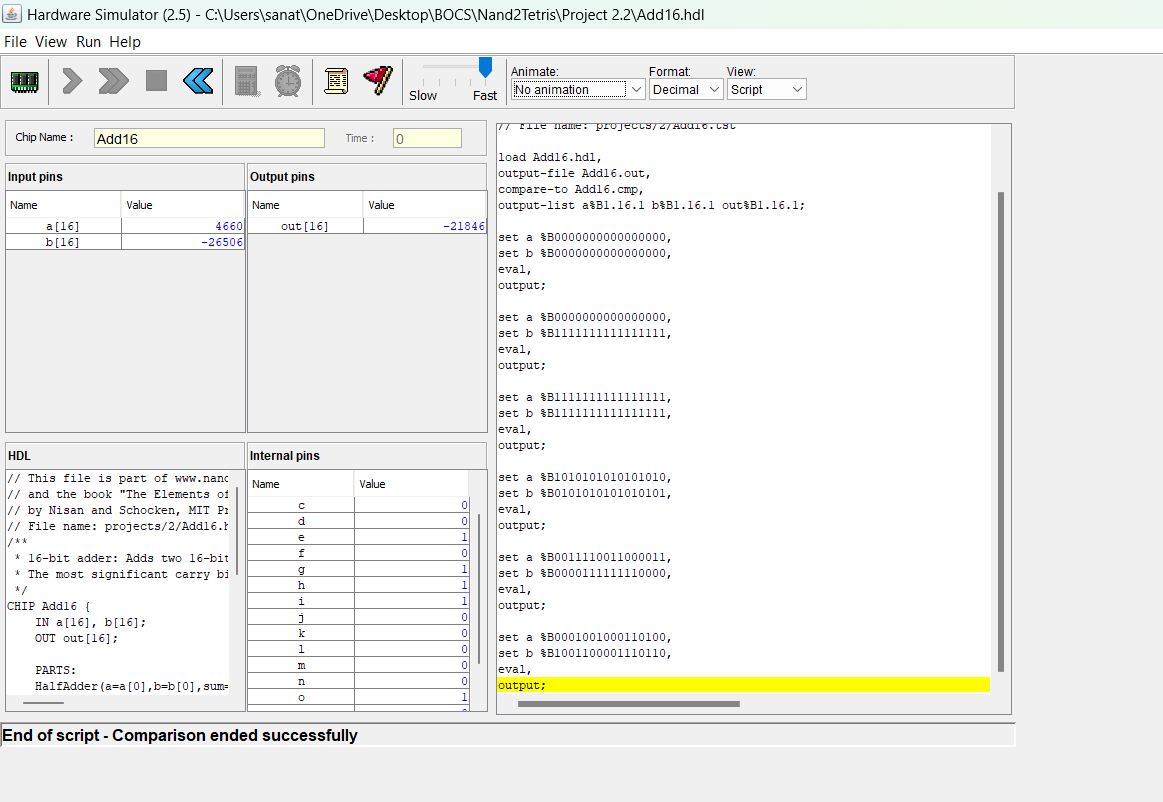 Hardware Simulator (2.5) - C:\Users\sanat\OneDrive\Desktop\BOCS\Nand2Tetris\Project 2.2\Add16.hdl
File View Run Help
Slow Fast
Animate: Format: View:
No animation Decimal Script
Chip Name : Add16 Time : 0
Input pins
Name Value
a[16] 4660
b[16] -26506
Output pins
Name Value
out[16] -21846
HDL
// This file is part of www.nand
// and the book "The Elements of
// by Nisan and Schocken, MIT Pr
// File name: projects/2/Add16.h
/**
* 16-bit adder: Adds two 16-bit
* The most significant carry bi
*/
CHIP Add16 {
IN a[16], b[16];
OUT out[16];
PARTS:
HalfAdder(a=a[0],b=b[0],sum=
Internal pins
Name Value
c 0
d 0
e 1
f 0
g 1
h 1
i 1
j 0
k 0
l 0
m 0
n 0
o 1
// File name: projects/2/Add16.tst
load Add16.hdl,
output-file Add16.out,
compare-to Add16.cmp,
output-list a%B1.16.1 b%B1.16.1 out%B1.16.1;
set a %B0000000000000000,
set b %B0000000000000000,
eval,
output;
set a %B0000000000000000,
set b %B1111111111111111,
eval,
output;
set a %B1111111111111111,
set b %B1111111111111111,
eval,
output;
set a %B1010101010101010,
set b %B0101010101010101,
eval,
output;
set a %B0011110011000011,
set b %B0000111111110000,
eval,
output;
set a %B0001001000110100,
set b %B1001100001110110,
eval,
output;
End of script - Comparison ended successfully